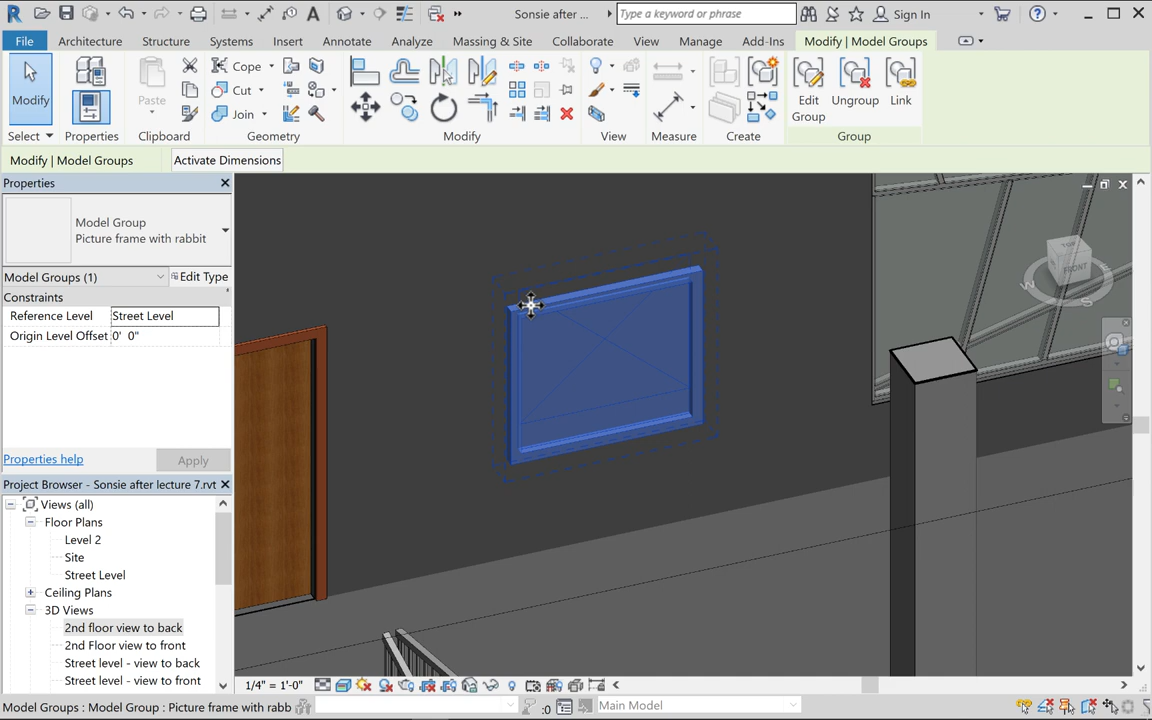 Sonsie after ...
Type a keyword or phrase
Sign In
File
Architecture
Structure
Systems
Insert
Annotate
Analyze
Massing & Site
Collaborate
View
Manage
Add-Ins
Modify | Model Groups
Modify
Paste
Cope
Cut
Join
Edit
Group
Ungroup
Link
Select
Properties
Clipboard
Geometry
Modify
View
Measure
Create
Group
Modify | Model Groups
Activate Dimensions
Properties
Model Group
Picture frame with rabbit
Model Groups (1)
Edit Type
Constraints
Reference Level
Street Level
Origin Level Offset
0' 0"
Properties help
Apply
Project Browser - Sonsie after lecture 7.rvt
Views (all)
Floor Plans
Level 2
Site
Street Level
Ceiling Plans
3D Views
2nd floor view to back
2nd Floor view to front
Street level - view to back
Street level - view to front
TOP
FRONT
W
S
1/4" = 1'-0"
Model Groups : Model Group : Picture frame with rabb
:0
Main Model